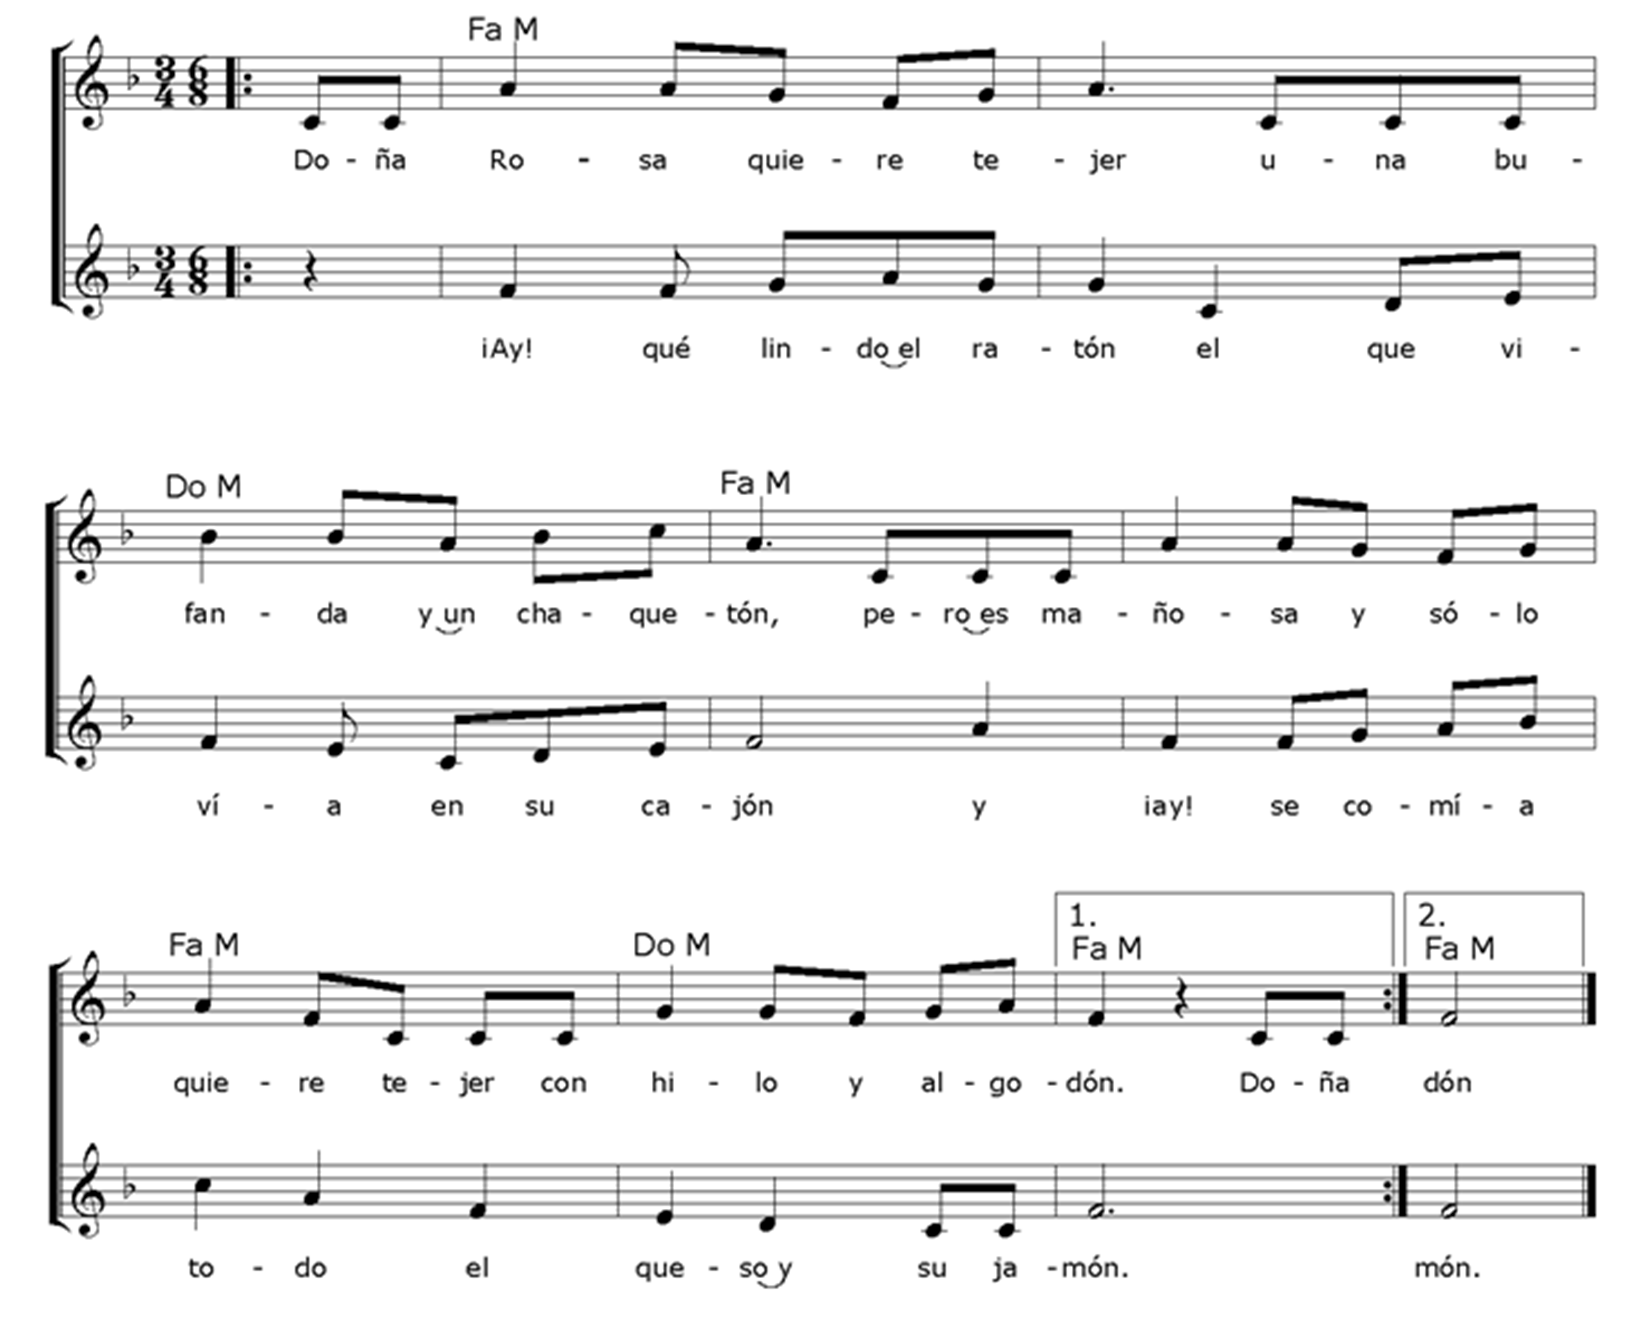 Fa M
3 4 6 8
Do - ña Ro - sa quie - re te - jer u - na bu -
3 4 6 8
¡Ay! qué lin - do el ra - tón el que vi -
Do M Fa M
fan - da y un cha - que - tón, pe - ro es ma - ño - sa y só - lo
ví - a en su ca - jón y ¡ay! se co - mí - a
1. 2.
Fa M Do M Fa M Fa M
quie - re te - jer con hi - lo y al - go - dón. Do - ña dón
to - do el que - so y su ja - món. món.